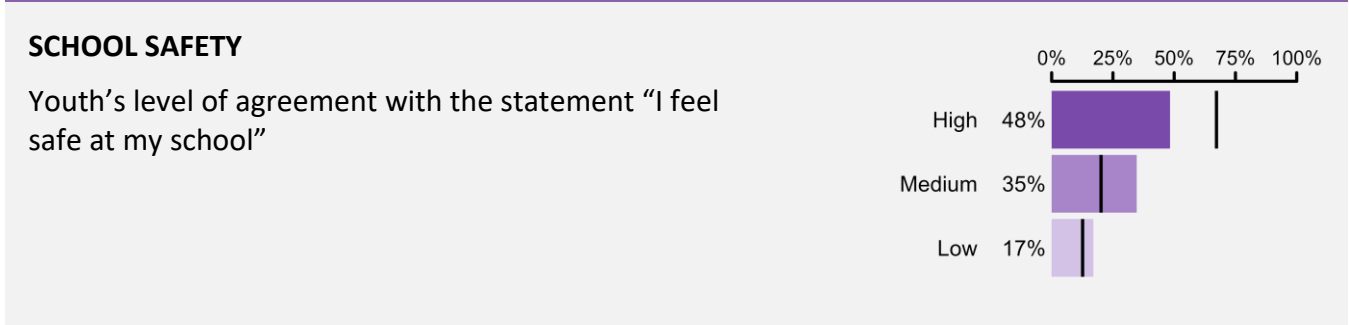 SCHOOL SAFETY
Youth’s level of agreement with the statement “I feel
safe at my school”
0% 25% 50% 75% 100%
High 48%
Medium 35%
Low 17%